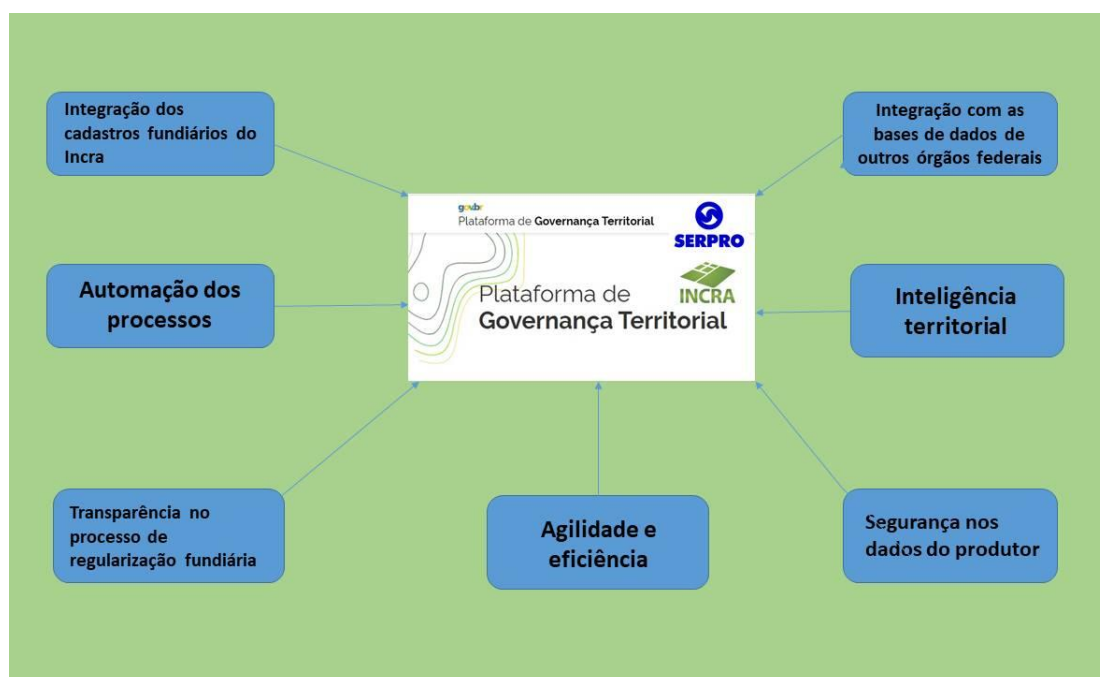 Integração dos
cadastros fundiários do
Incra
Integração com as
bases de dados de
outros órgãos federais
gov.br
Plataforma de Governança Territorial
SERPRO
INCRA
Plataforma de
Governança Territorial
Automação dos
processos
Inteligência
territorial
Transparência no
processo de
regularização fundiária
Agilidade e
eficiência
Segurança nos
dados do produtor